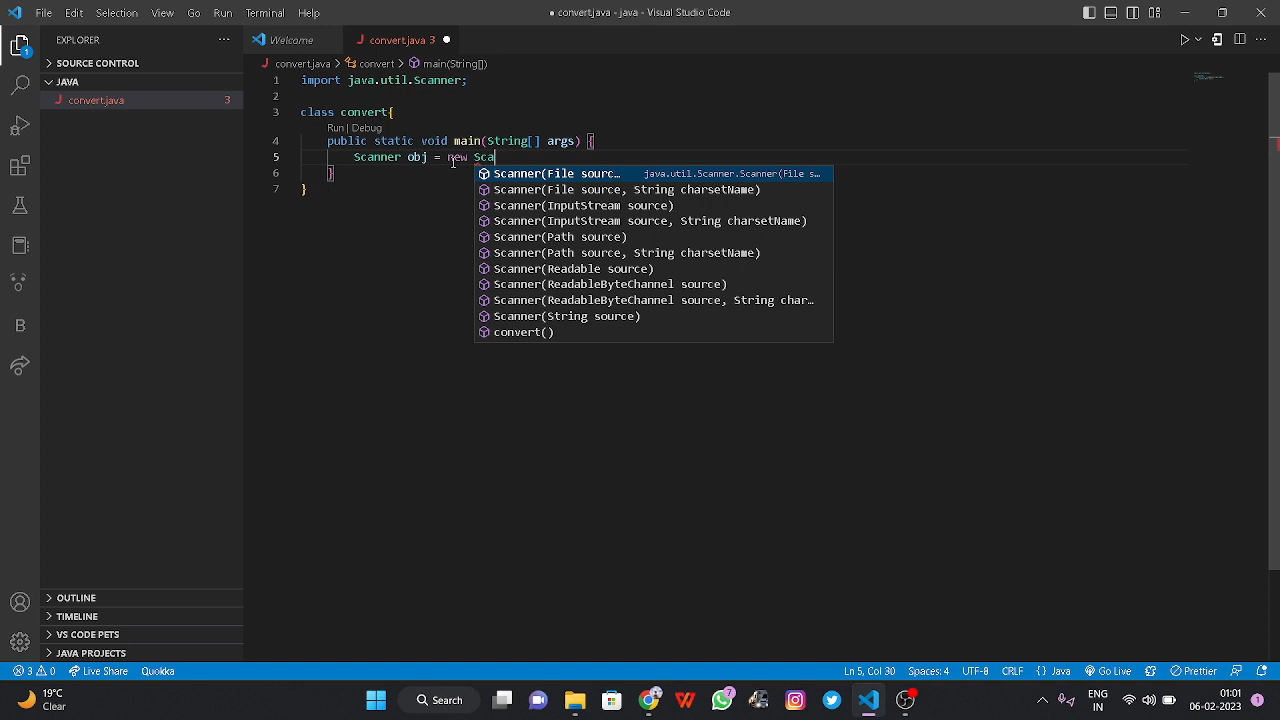 File Edit Selection View Go Run Terminal Help
● convert.java - java - Visual Studio Code
EXPLORER ···
Welcome
convert.java 3 ●
SOURCE CONTROL
convert.java > convert > main(String[])
JAVA
convert.java 3
1 import java.util.Scanner;
2
3 class convert{
Run | Debug
4 public static void main(String[] args) {
5 Scanner obj = new Sca
6 }
7 }
Scanner(File sourc… java.util.Scanner.Scanner(File s…
Scanner(File source, String charsetName)
Scanner(InputStream source)
Scanner(InputStream source, String charsetName)
Scanner(Path source)
Scanner(Path source, String charsetName)
Scanner(Readable source)
Scanner(ReadableByteChannel source)
Scanner(ReadableByteChannel source, String char…
Scanner(String source)
convert()
1
B
OUTLINE
TIMELINE
VS CODE PETS
JAVA PROJECTS
3 0 Live Share Quokka Ln 5, Col 30 Spaces: 4 UTF-8 CRLF {} Java Go Live Prettier
19°C
Clear
Search
7
ENG
IN
01:01
06-02-2023
1